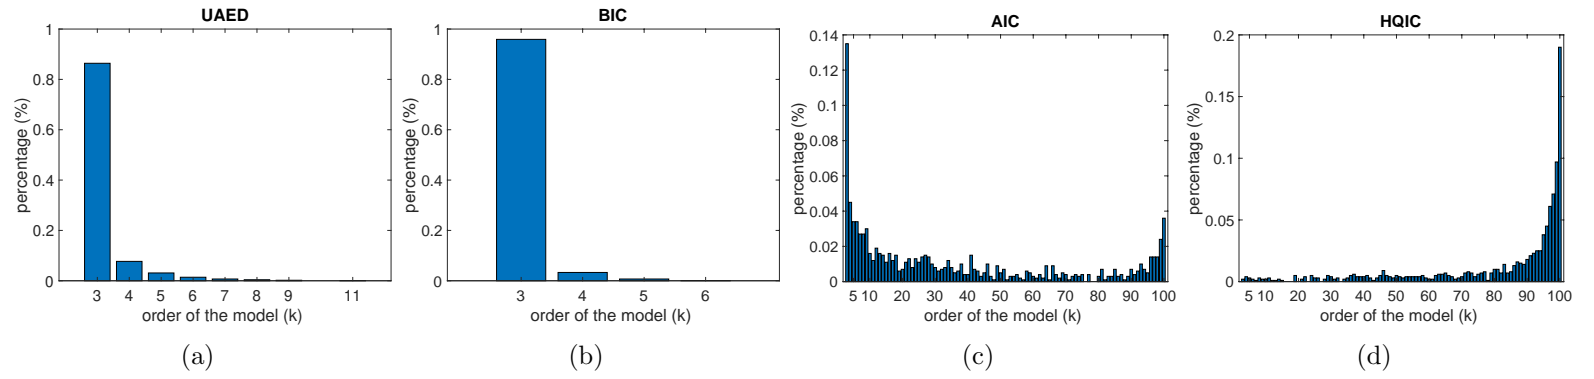 UAED
1
0.8
0.6
0.4
0.2
0
percentage (%)
3 4 5 6 7 8 9 11
order of the model (k)
(a)
BIC
1
0.8
0.6
0.4
0.2
0
percentage (%)
3 4 5 6
order of the model (k)
(b)
AIC
0.14
0.12
0.1
0.08
0.06
0.04
0.02
0
percentage (%)
5 10 20 30 40 50 60 70 80 90 100
order of the model (k)
(c)
HQIC
0.2
0.15
0.1
0.05
0
percentage (%)
5 10 20 30 40 50 60 70 80 90 100
order of the model (k)
(d)